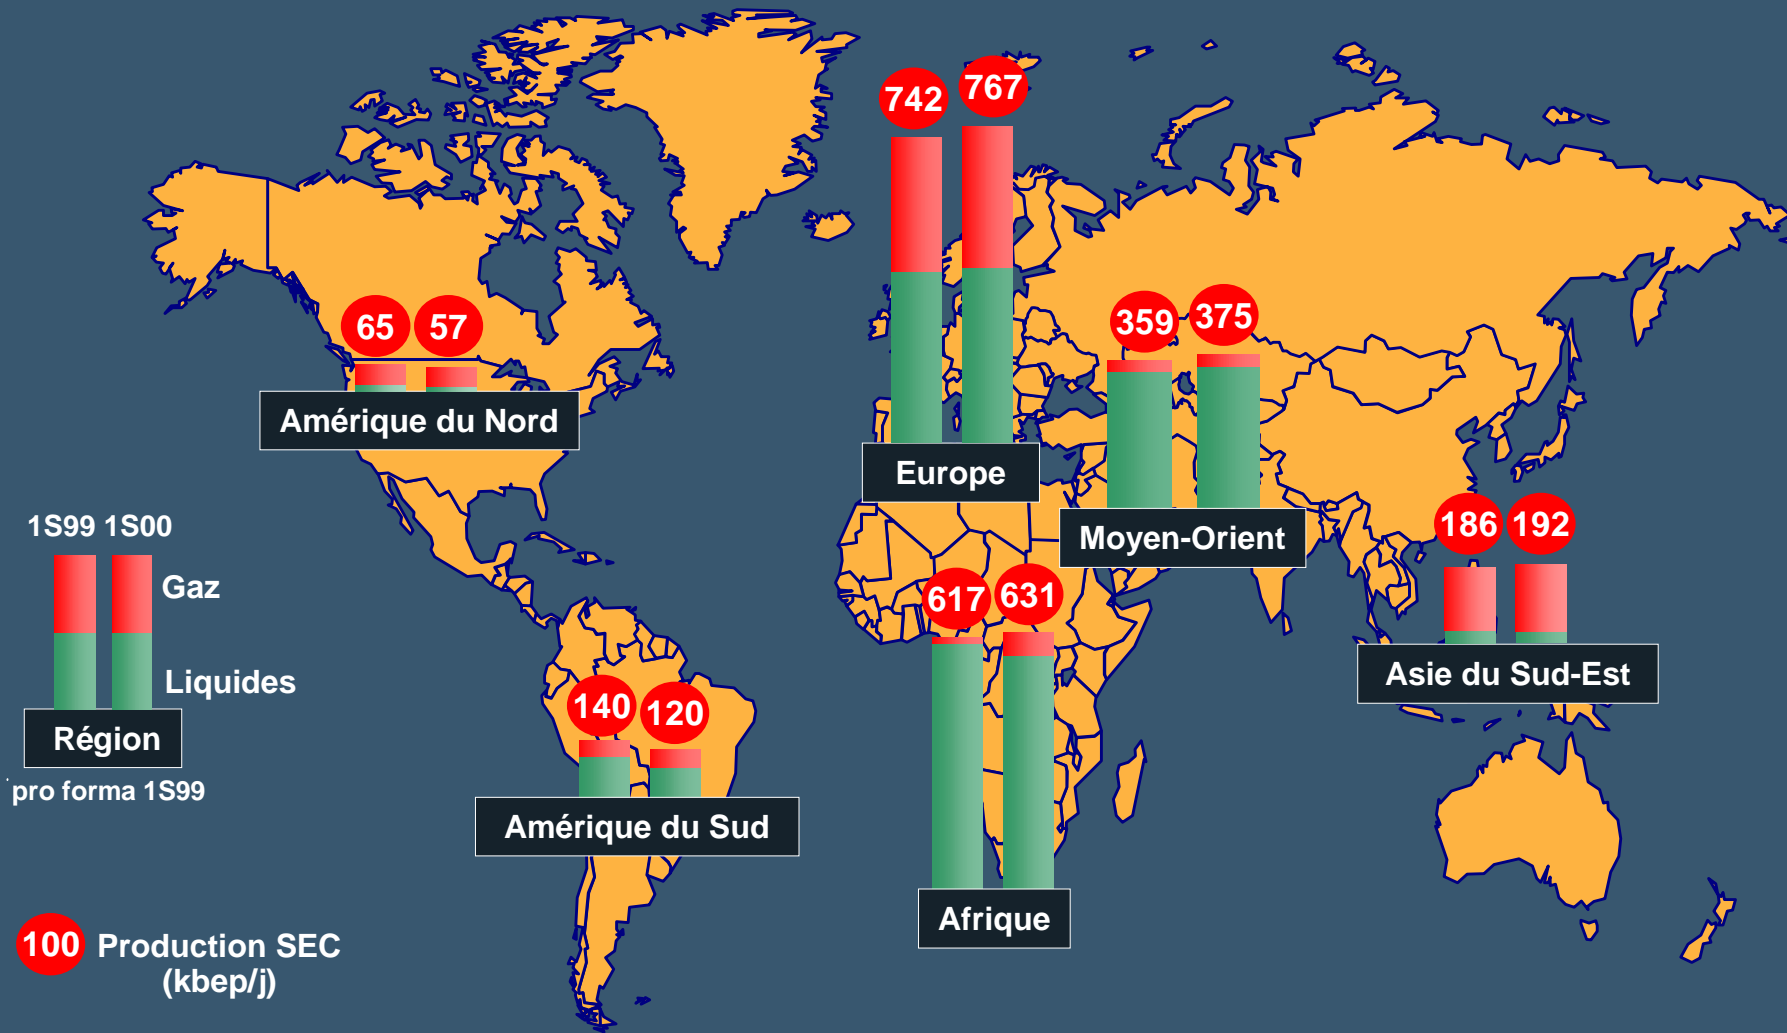 742 767
65 57
359 375
Amérique du Nord
Europe
186 192
1S99 1S00
Moyen-Orient
Gaz
617 631
Liquides
Asie du Sud-Est
140 120
Région
pro forma 1S99
Amérique du Sud
Afrique
100 Production SEC
(kbep/j)